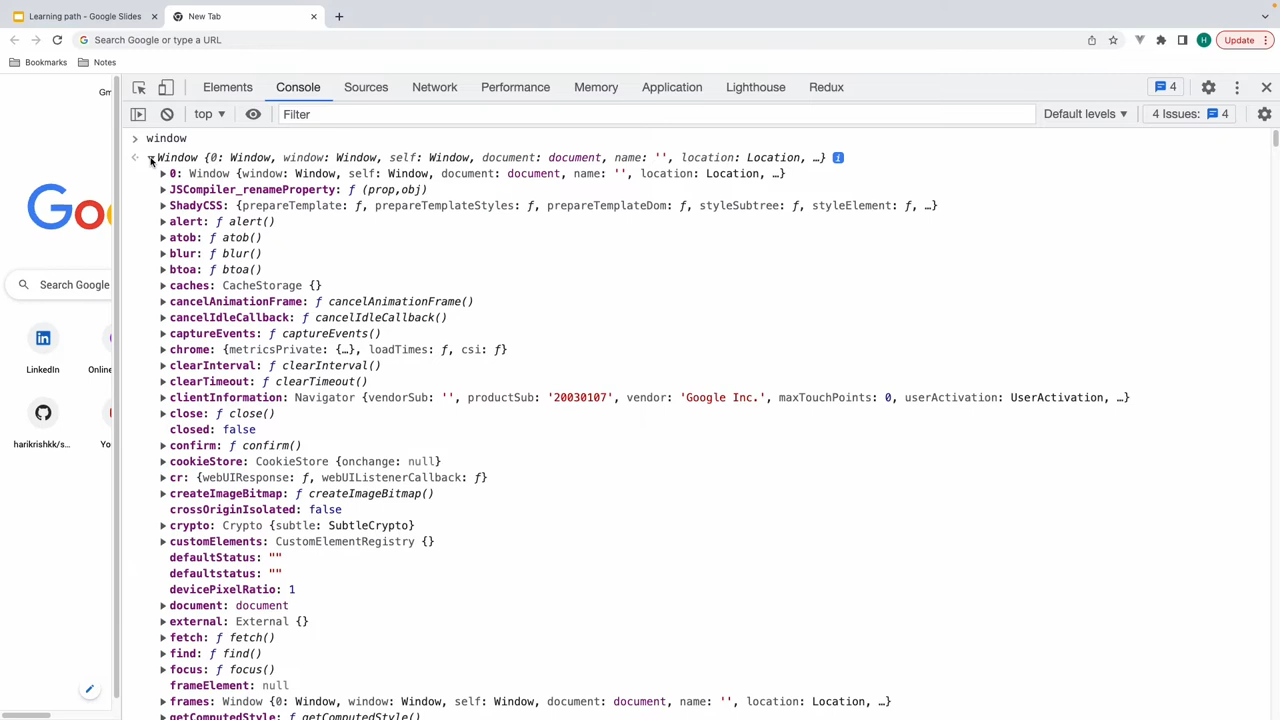 Learning path - Google Slides
New Tab
Search Google or type a URL
Update
Bookmarks
Notes
Gm
Elements
Console
Sources
Network
Performance
Memory
Application
Lighthouse
Redux
4
top
Filter
Default levels
4 Issues:
4
> window
Window {0: Window, window: Window, self: Window, document: document, name: '', location: Location, …}
0: Window {window: Window, self: Window, document: document, name: '', location: Location, …}
JSCompiler_renameProperty: ƒ (prop,obj)
ShadyCSS: {prepareTemplate: ƒ, prepareTemplateStyles: ƒ, prepareTemplateDom: ƒ, styleSubtree: ƒ, styleElement: ƒ, …}
alert: ƒ alert()
atob: ƒ atob()
blur: ƒ blur()
btoa: ƒ btoa()
caches: CacheStorage {}
cancelAnimationFrame: ƒ cancelAnimationFrame()
cancelIdleCallback: ƒ cancelIdleCallback()
captureEvents: ƒ captureEvents()
chrome: {metricsPrivate: {…}, loadTimes: ƒ, csi: ƒ}
clearInterval: ƒ clearInterval()
clearTimeout: ƒ clearTimeout()
clientInformation: Navigator {vendorSub: '', productSub: '20030107', vendor: 'Google Inc.', maxTouchPoints: 0, userActivation: UserActivation, …}
close: ƒ close()
closed: false
confirm: ƒ confirm()
cookieStore: CookieStore {onchange: null}
cr: {webUIResponse: ƒ, webUIListenerCallback: ƒ}
createImageBitmap: ƒ createImageBitmap()
crossOriginIsolated: false
crypto: Crypto {subtle: SubtleCrypto}
customElements: CustomElementRegistry {}
defaultStatus: ""
defaultstatus: ""
devicePixelRatio: 1
document: document
external: External {}
fetch: ƒ fetch()
find: ƒ find()
focus: ƒ focus()
frameElement: null
frames: Window {0: Window, window: Window, self: Window, document: document, name: '', location: Location, …}
getComputedStyle: ƒ getComputedStyle()
Goo
Search Google
LinkedIn
Online
harikrishkk/s...
Yo
H